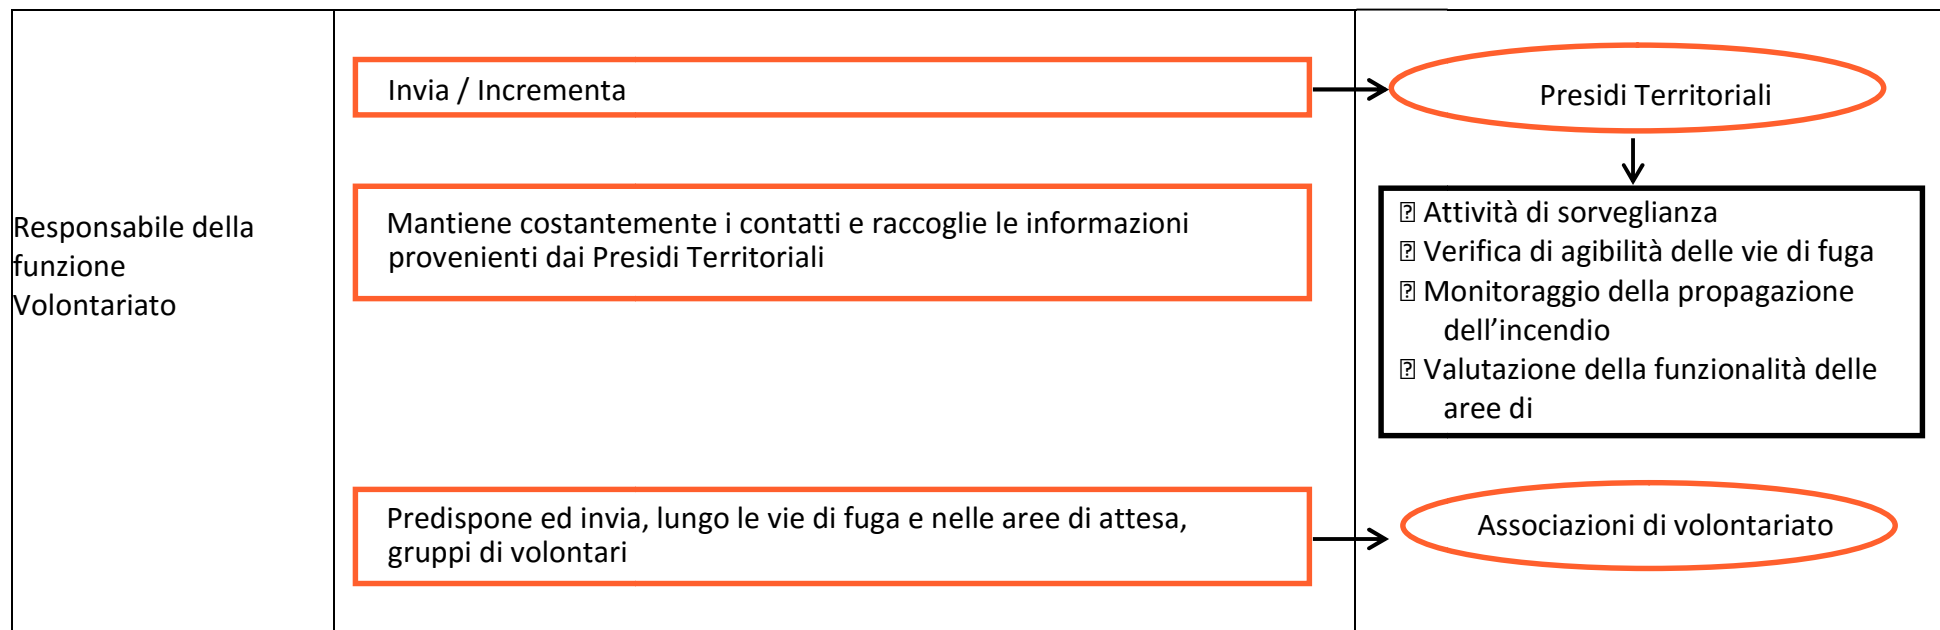 Responsabile della
funzione
Volontariato
Invia / Incrementa
Presidi Territoriali
Mantiene costantemente i contatti e raccoglie le informazioni
provenienti dai Presidi Territoriali
Attività di sorveglianza
Verifica di agibilità delle vie di fuga
Monitoraggio della propagazione
dell’incendio
Valutazione della funzionalità delle
aree di
Predispone ed invia, lungo le vie di fuga e nelle aree di attesa,
gruppi di volontari
Associazioni di volontariato